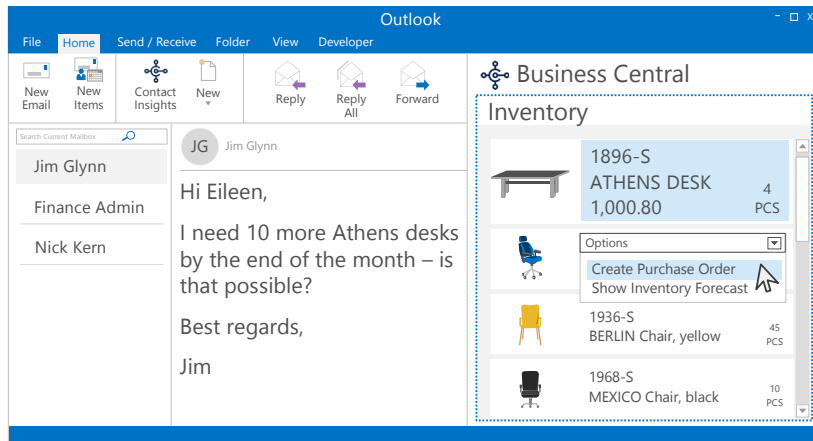 Outlook
File Home Send / Receive Folder View Developer
New Email
New Items
Contact Insights
New
Reply
Reply All
Forward
Search Current Mailbox
Jim Glynn
Finance Admin
Nick Kern
JG Jim Glynn
Hi Eileen,
I need 10 more Athens desks
by the end of the month – is
that possible?
Best regards,
Jim
Business Central
Inventory
1896-S
ATHENS DESK
1,000.80
4
PCS
Options
Create Purchase Order
Show Inventory Forecast
1936-S
BERLIN Chair, yellow
45
PCS
1968-S
MEXICO Chair, black
10
PCS